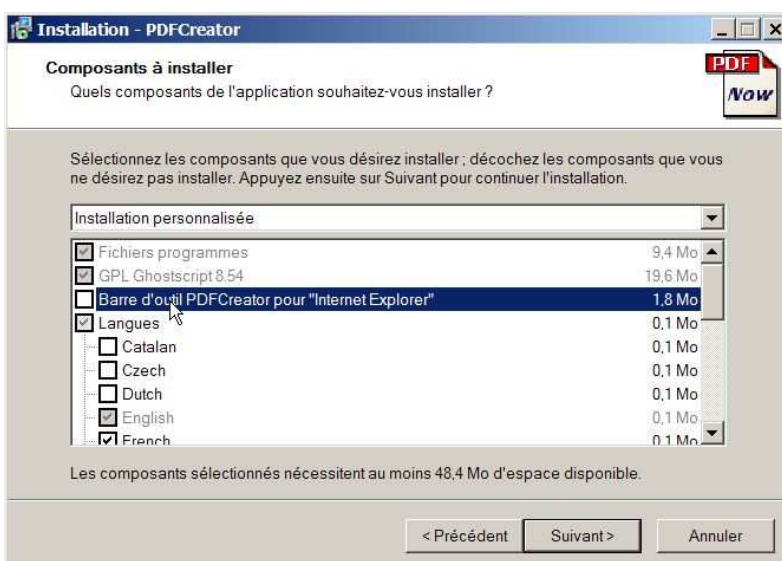 Installation - PDFCreator
Composants à installer
Quels composants de l'application souhaitez-vous installer ?
PDF
Now
Sélectionnez les composants que vous désirez installer ; décochez les composants que vous
ne désirez pas installer. Appuyez ensuite sur Suivant pour continuer l'installation.
Installation personnalisée
Fichiers programmes 9,4 Mo
GPL Ghostscript 8.54 19,6 Mo
Barre d'outil PDFCreator pour "Internet Explorer" 1,8 Mo
Langues 0,1 Mo
Catalan 0,1 Mo
Czech 0,1 Mo
Dutch 0,1 Mo
English 0,1 Mo
French 0,1 Mo
Les composants sélectionnés nécessitent au moins 48,4 Mo d'espace disponible.
< Précédent Suivant > Annuler